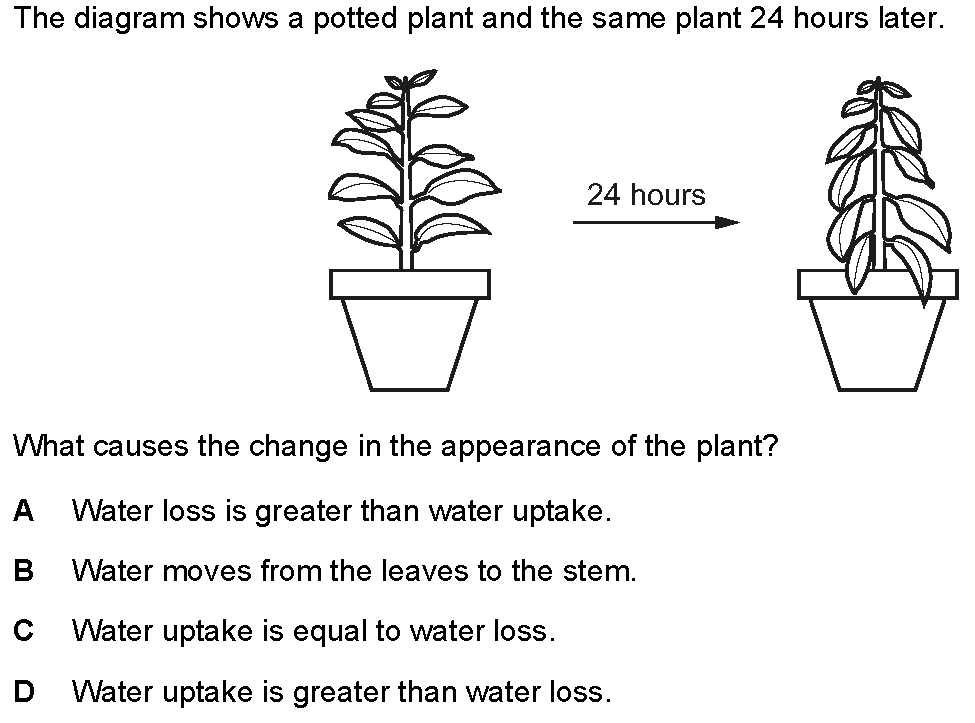 The diagram shows a potted plant and the same plant 24 hours later.
24 hours
What causes the change in the appearance of the plant?
A Water loss is greater than water uptake.
B Water moves from the leaves to the stem.
C Water uptake is equal to water loss.
D Water uptake is greater than water loss.